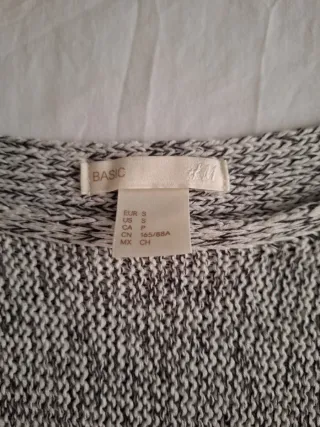 BASIC H&M
EUR S
US S
CA P
CN 165/88A
MX CH